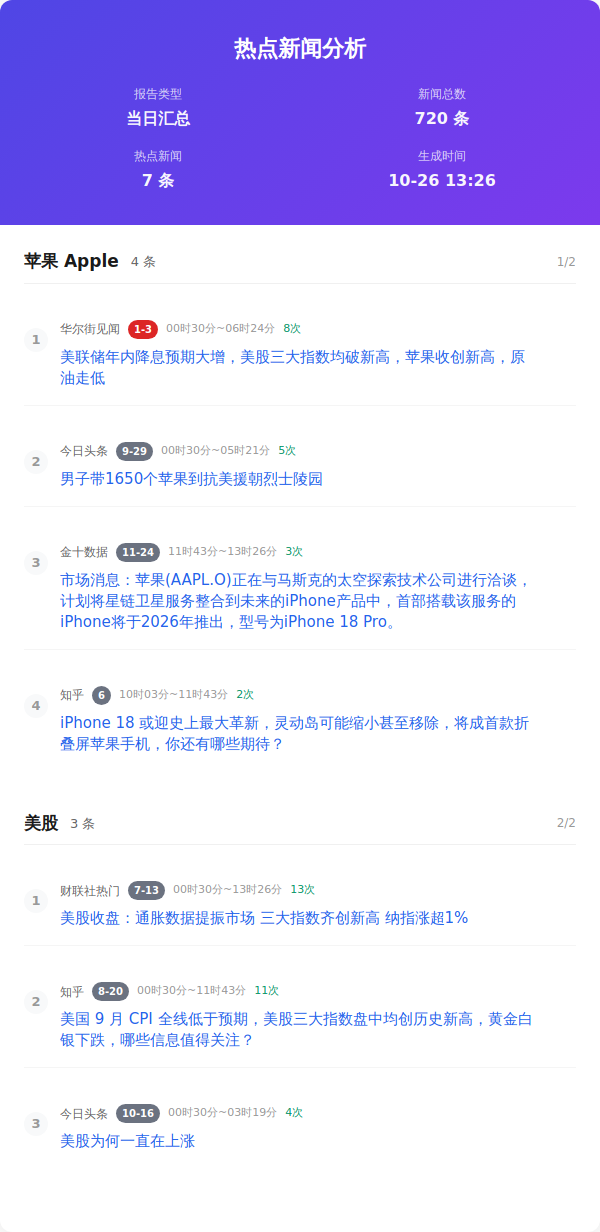 热点新闻分析
报告类型
当日汇总
新闻总数
720 条
热点新闻
7 条
生成时间
10-26 13:26
苹果 Apple 4 条 1/2
1
华尔街见闻 1-3 00时30分~06时24分 8次
美联储年内降息预期大增，美股三大指数均破新高，苹果收创新高，原
油走低
2
今日头条 9-29 00时30分~05时21分 5次
男子带1650个苹果到抗美援朝烈士陵园
3
金十数据 11-24 11时43分~13时26分 3次
市场消息：苹果(AAPL.O)正在与马斯克的太空探索技术公司进行洽谈，
计划将星链卫星服务整合到未来的iPhone产品中，首部搭载该服务的
iPhone将于2026年推出，型号为iPhone 18 Pro。
4
知乎 6 10时03分~11时43分 2次
iPhone 18 或迎史上最大革新，灵动岛可能缩小甚至移除，将成首款折
叠屏苹果手机，你还有哪些期待？
美股 3 条 2/2
1
财联社热门 7-13 00时30分~13时26分 13次
美股收盘：通胀数据提振市场 三大指数齐创新高 纳指涨超1%
2
知乎 8-20 00时30分~11时43分 11次
美国 9 月 CPI 全线低于预期，美股三大指数盘中均创历史新高，黄金白
银下跌，哪些信息值得关注？
3
今日头条 10-16 00时30分~03时19分 4次
美股为何一直在上涨